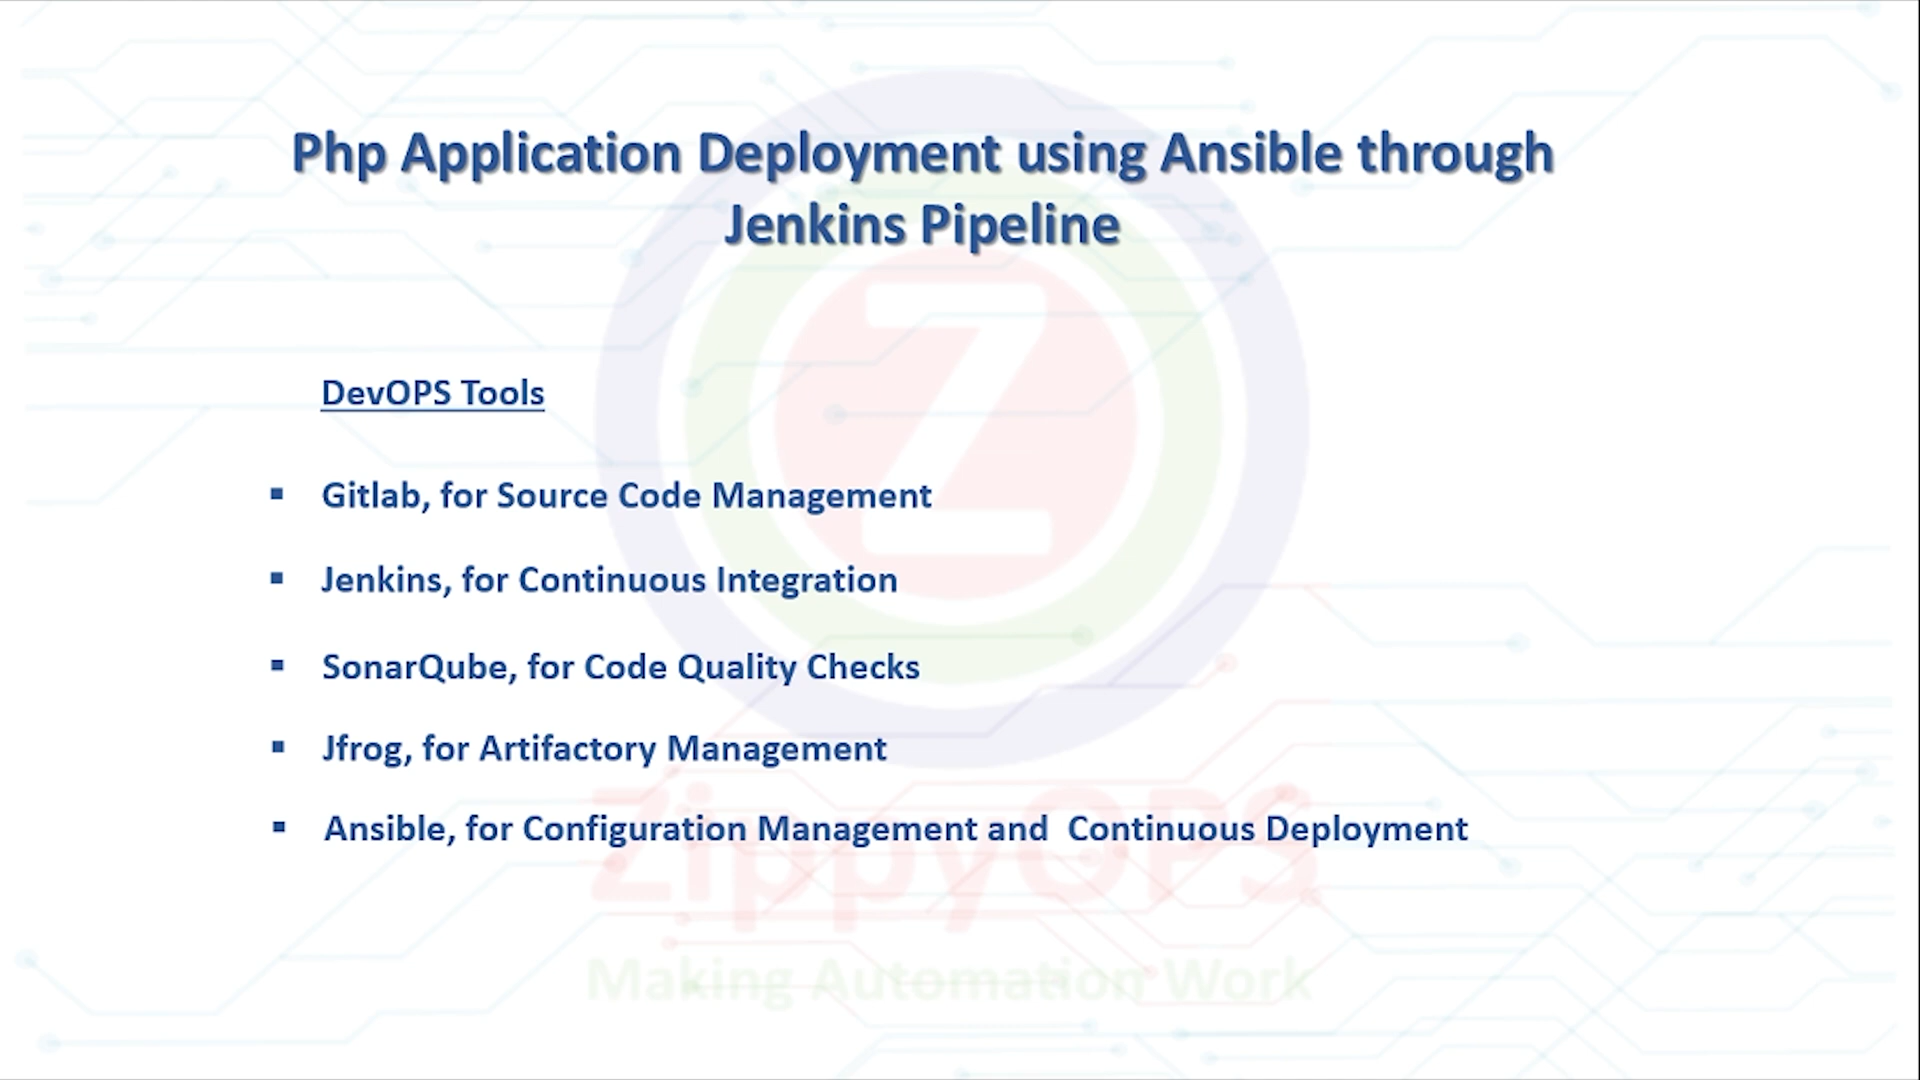 Php Application Deployment using Ansible through
Jenkins Pipeline
DevOPS Tools
▪ Gitlab, for Source Code Management
▪ Jenkins, for Continuous Integration
▪ SonarQube, for Code Quality Checks
▪ Jfrog, for Artifactory Management
▪ Ansible, for Configuration Management and  Continuous Deployment
Z
ZippyOPS
Making Automation Work